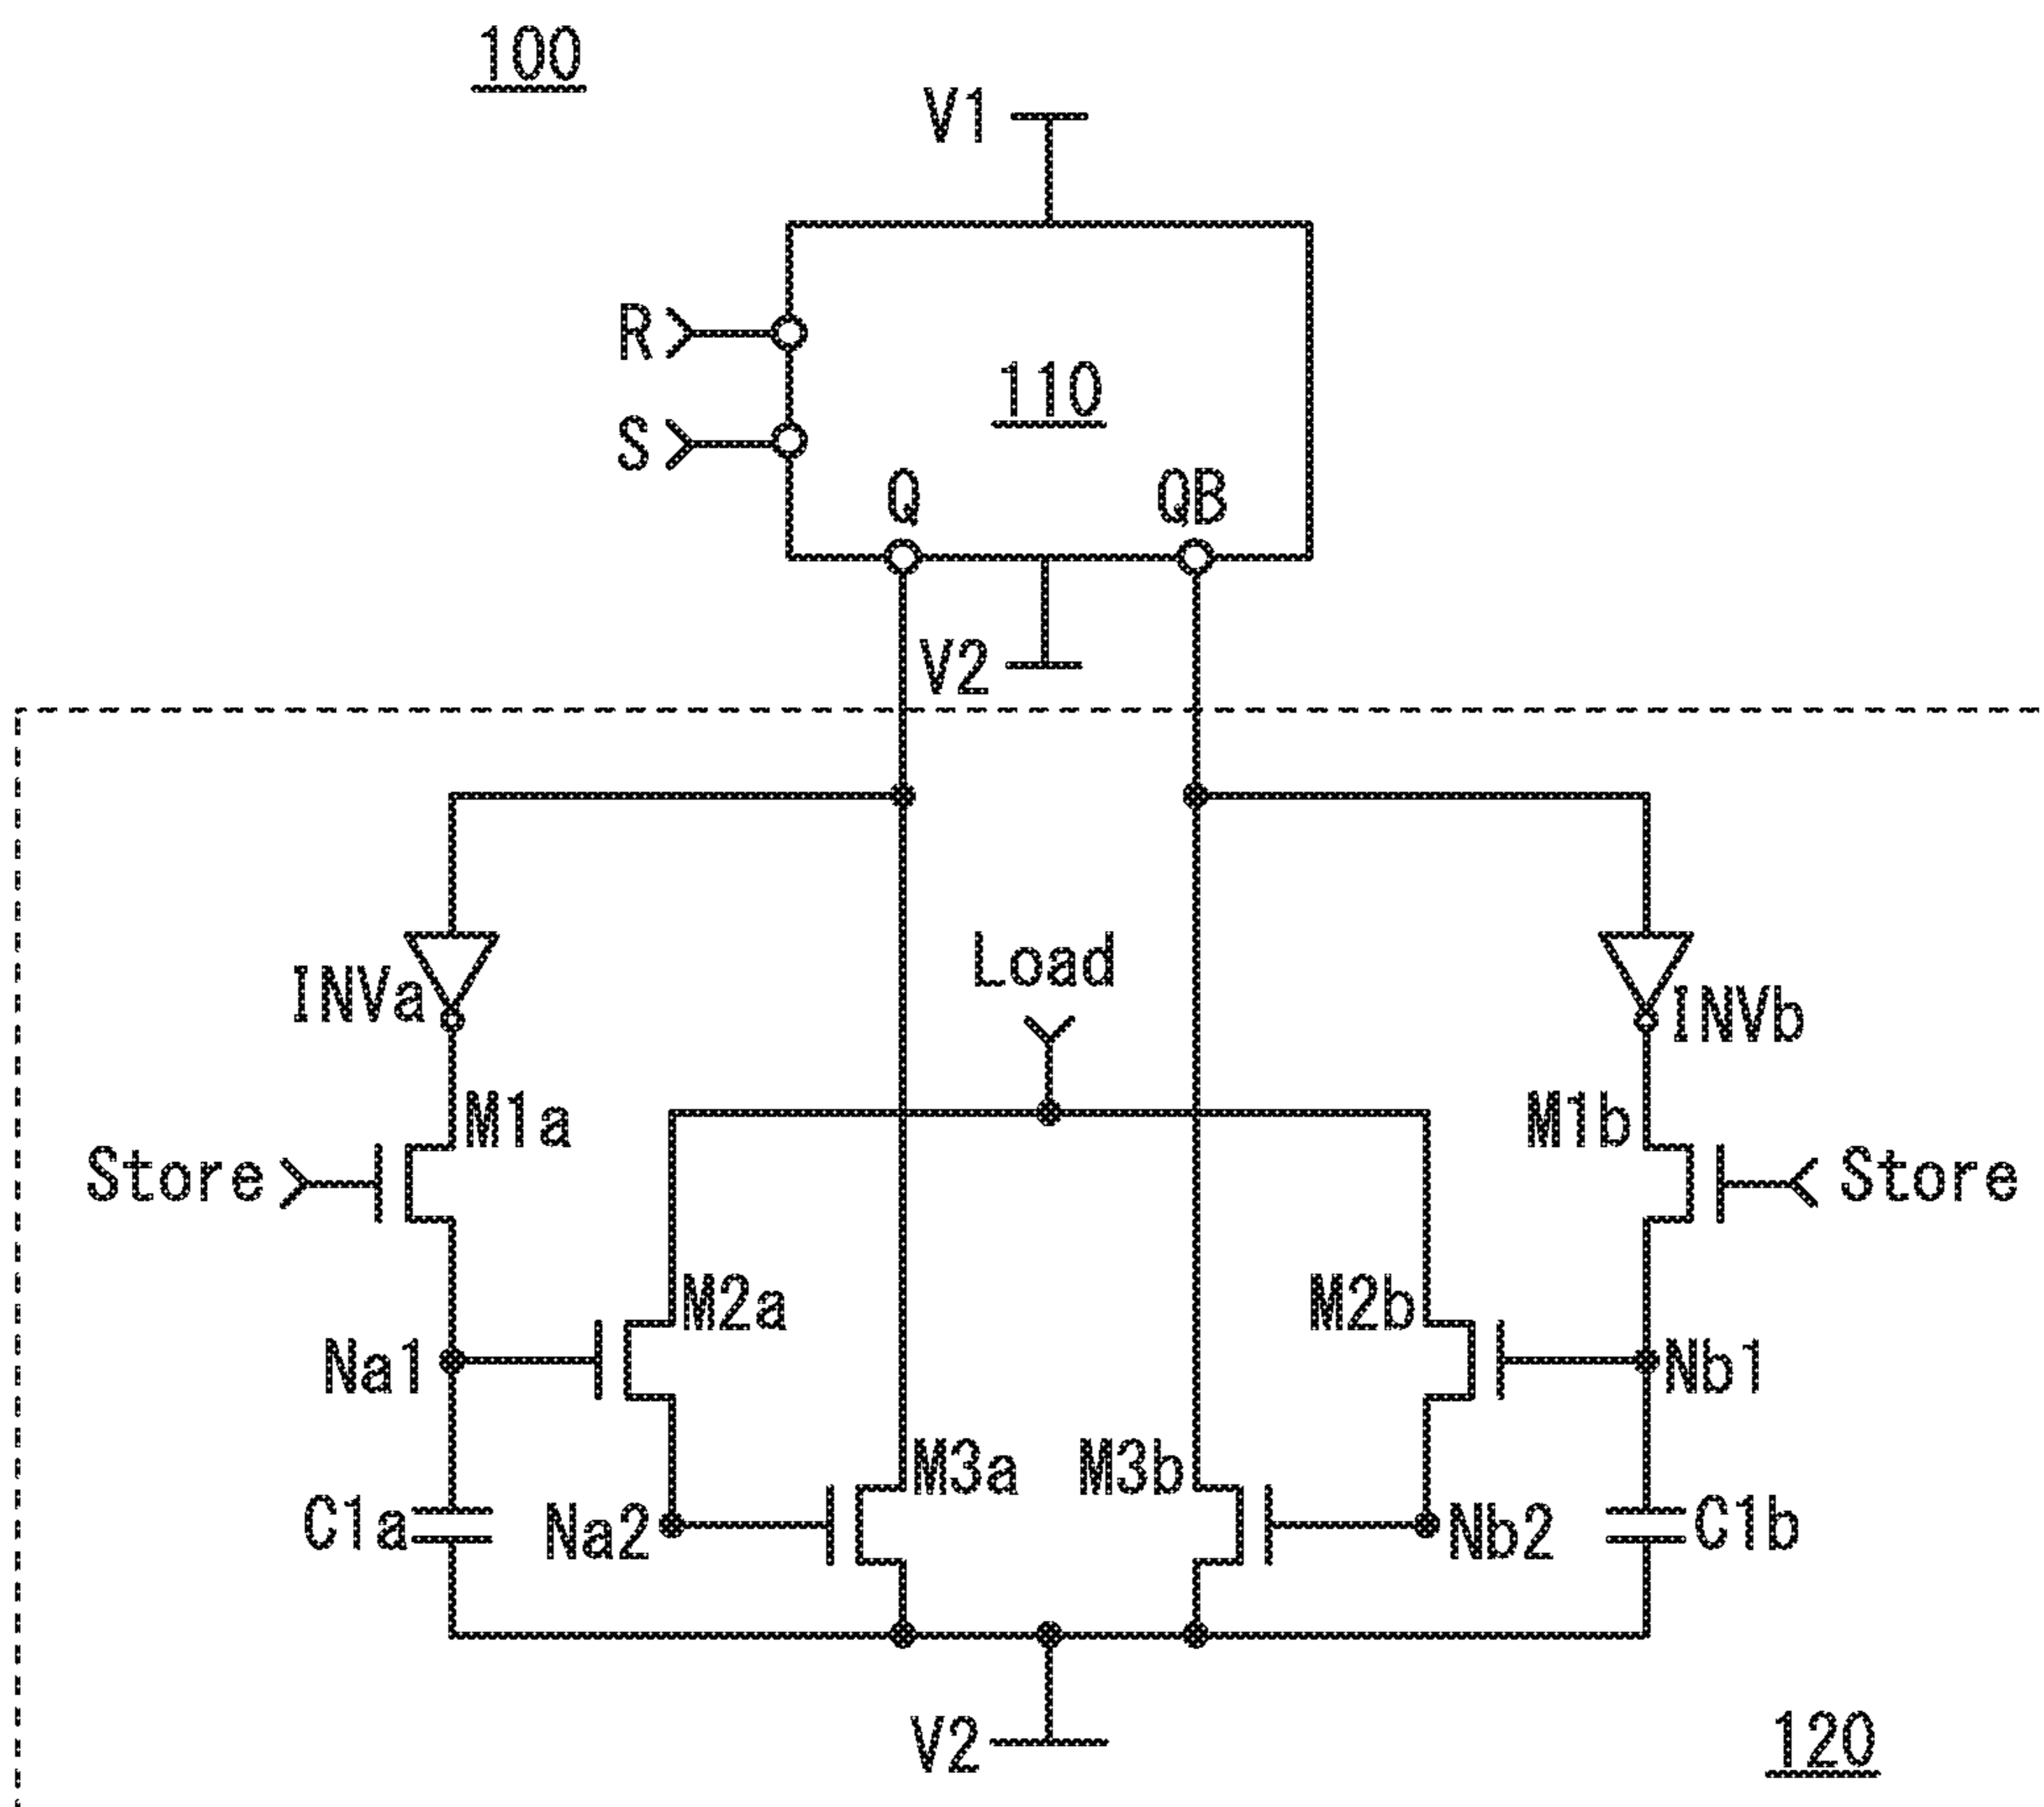 100
V1
R
110
S
Q
QB
V2
Load
INVa
INVb
M1a
M1b
Store
Store
M2a
M2b
Na1
Nb1
M3a
M3b
C1a
Na2
Nb2
C1b
V2
120